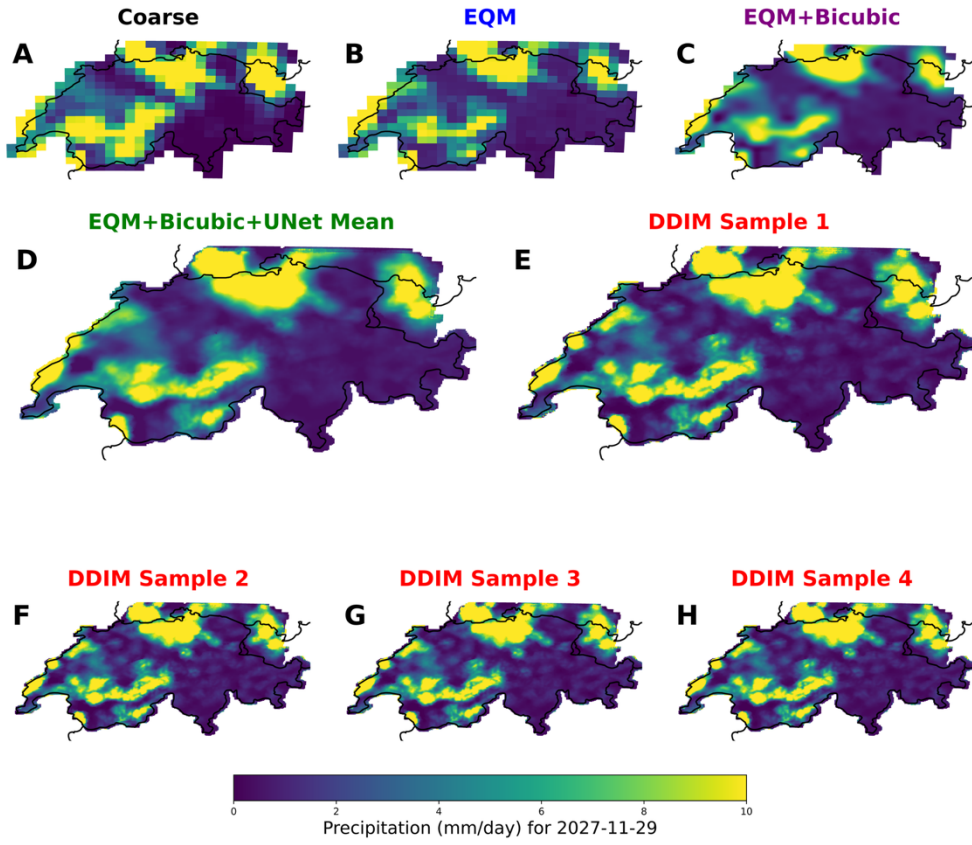 Coarse
EQM
EQM+Bicubic
A
B
C
EQM+Bicubic+UNet Mean
DDIM Sample 1
D
E
DDIM Sample 2
DDIM Sample 3
DDIM Sample 4
F
G
H
0 2 4 6 8 10
Precipitation (mm/day) for 2027-11-29